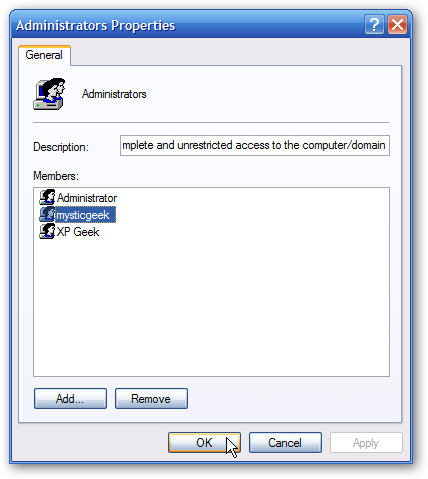 Administrators Properties
General
Administrators
Description:
mplete and unrestricted access to the computer/domain
Members:
Administrator
mysticgeek
XP Geek
Add...
Remove
OK
Cancel
Apply